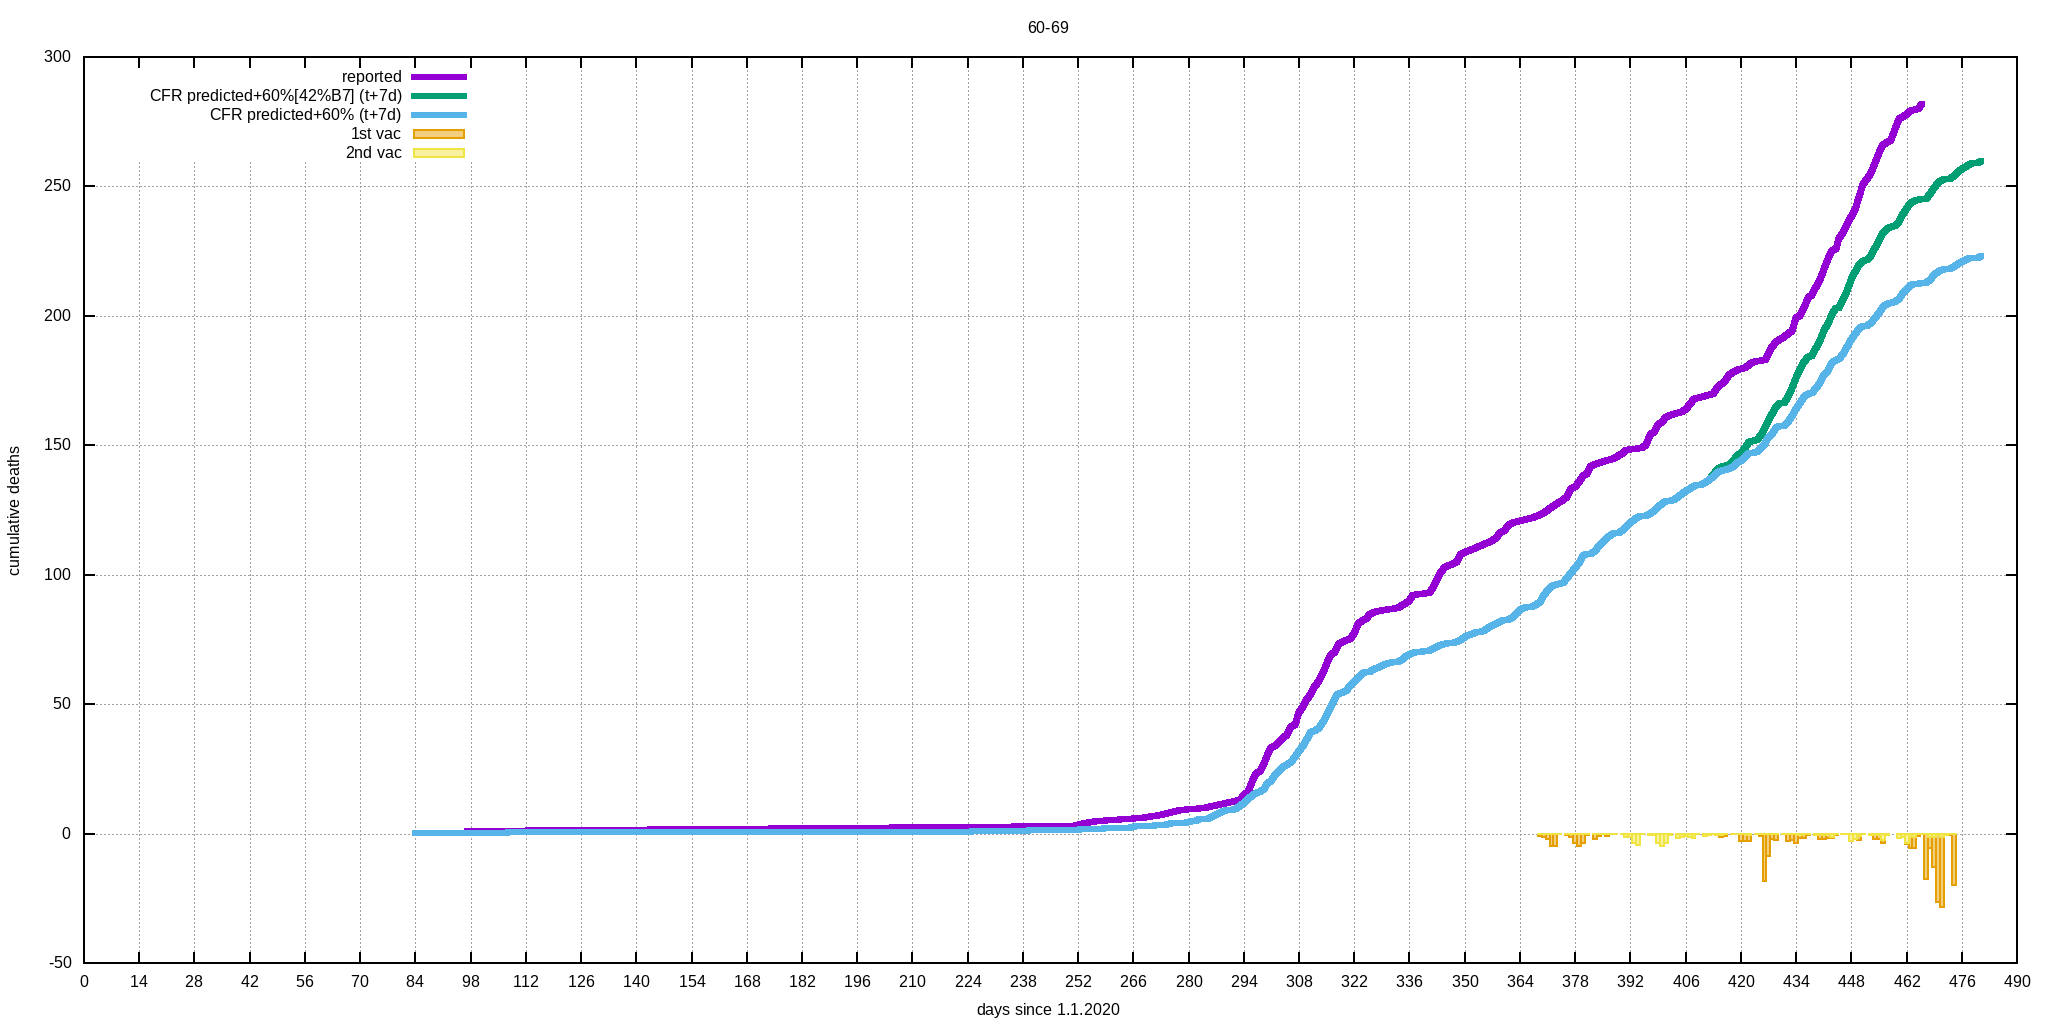 60-69
300
250
200
150
100
50
0
-50
cumulative deaths
reported
CFR predicted+60%[42%B7] (t+7d)
CFR predicted+60% (t+7d)
1st vac
2nd vac
0 14 28 42 56 70 84 98 112 126 140 154 168 182 196 210 224 238 252 266 280 294 308 322 336 350 364 378 392 406 420 434 448 462 476 490
days since 1.1.2020